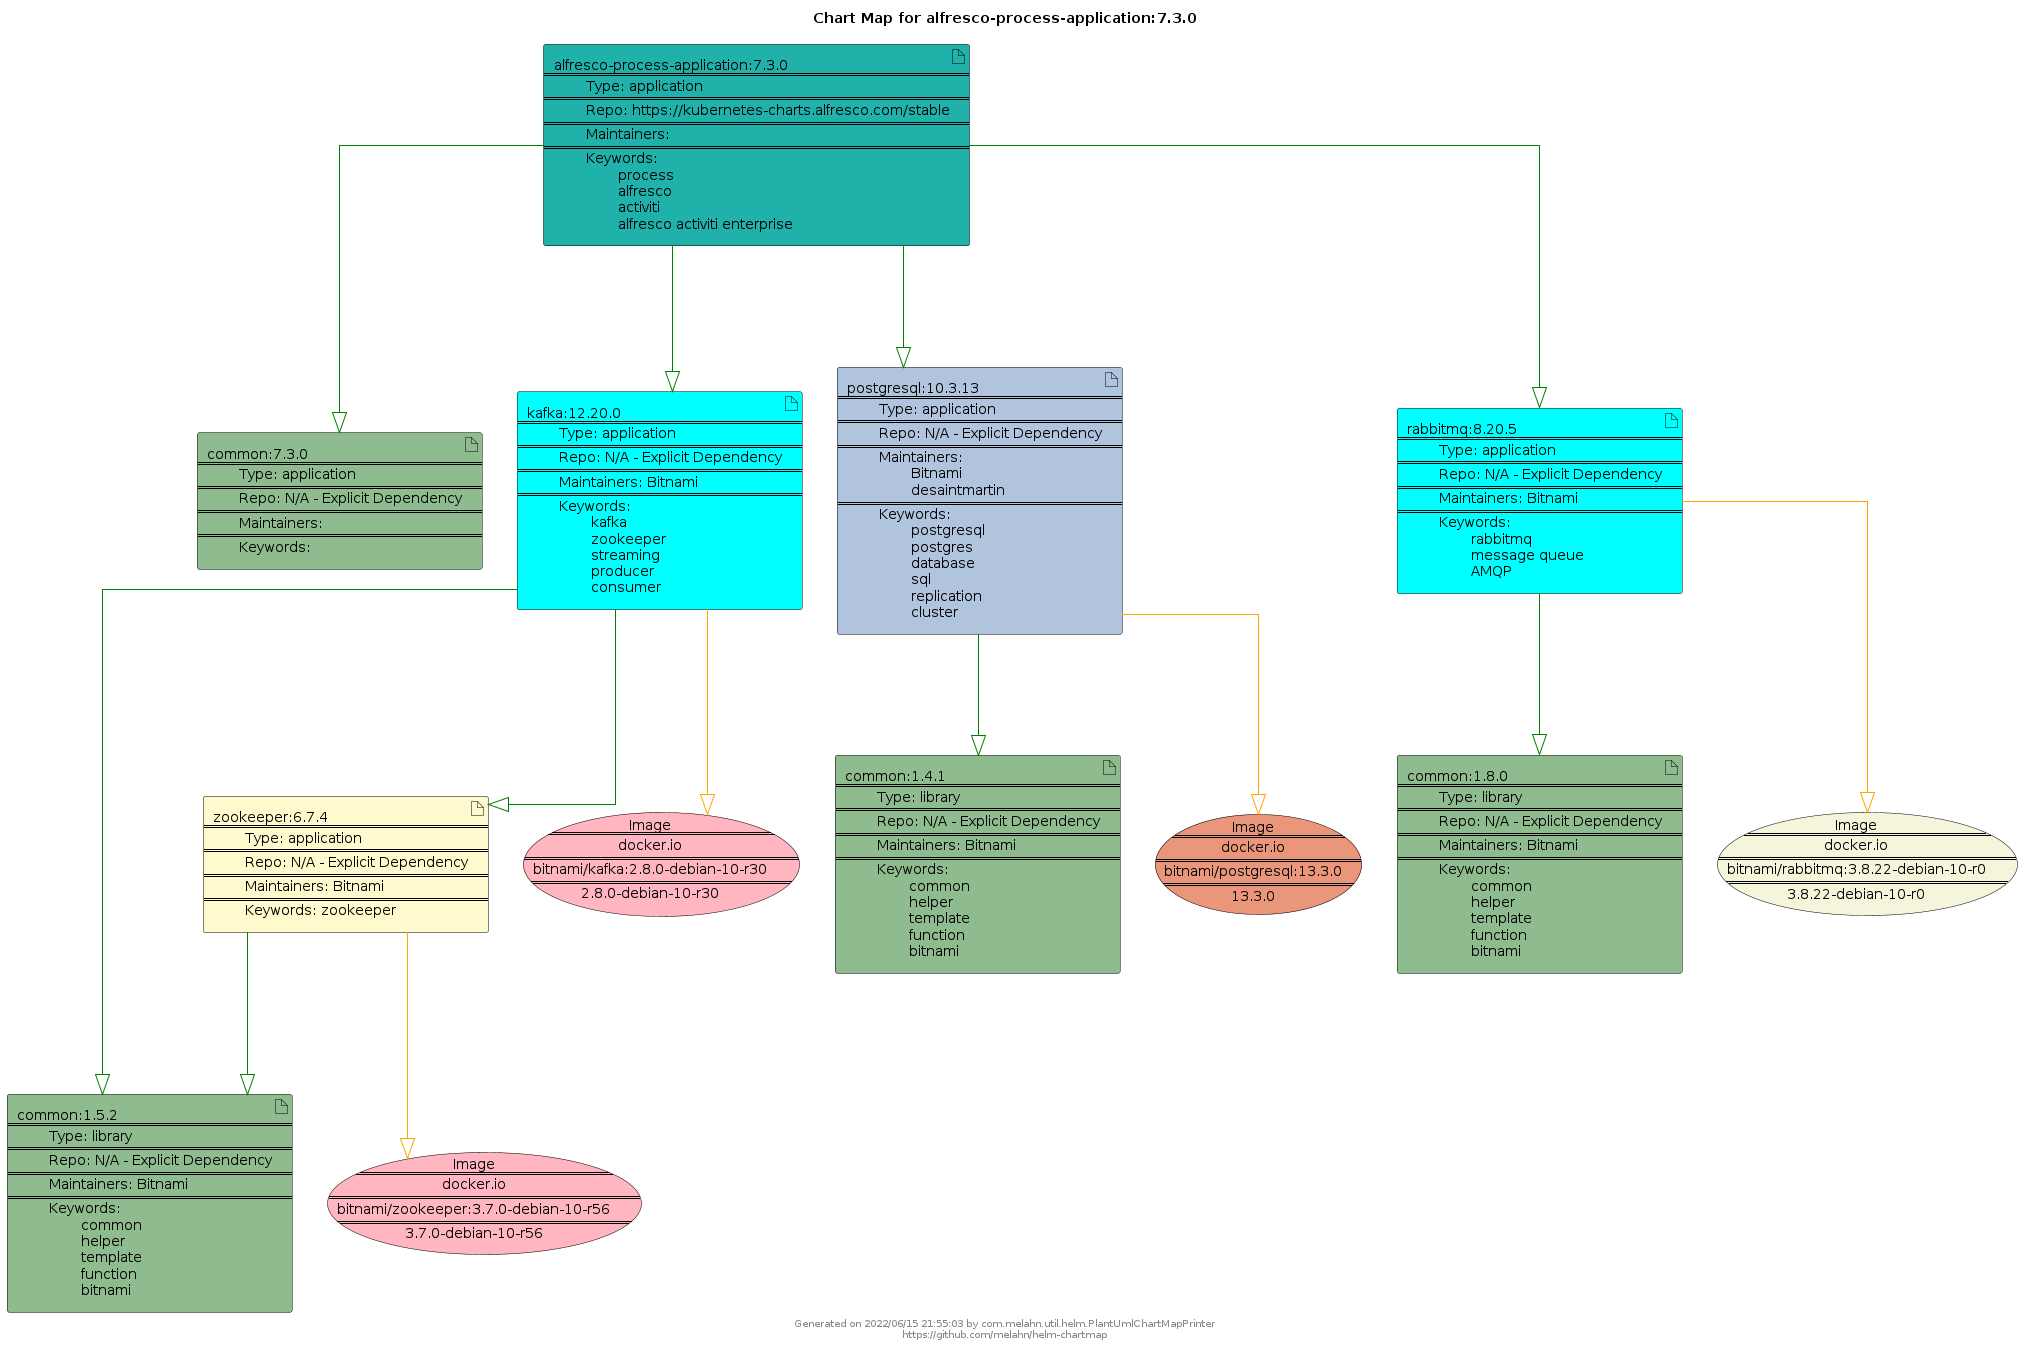 Chart Map for alfresco-process-application:7.3.0
alfresco-process-application:7.3.0
Type: application
Repo: https://kubernetes-charts.alfresco.com/stable
Maintainers:
Keywords:
process
alfresco
activiti
alfresco activiti enterprise
common:7.3.0
Type: application
Repo: N/A - Explicit Dependency
Maintainers:
Keywords:
kafka:12.20.0
Type: application
Repo: N/A - Explicit Dependency
Maintainers: Bitnami
Keywords:
kafka
zookeeper
streaming
producer
consumer
postgresql:10.3.13
Type: application
Repo: N/A - Explicit Dependency
Maintainers:
Bitnami
desaintmartin
Keywords:
postgresql
postgres
database
sql
replication
cluster
rabbitmq:8.20.5
Type: application
Repo: N/A - Explicit Dependency
Maintainers: Bitnami
Keywords:
rabbitmq
message queue
AMQP
zookeeper:6.7.4
Type: application
Repo: N/A - Explicit Dependency
Maintainers: Bitnami
Keywords: zookeeper
Image
docker.io
bitnami/kafka:2.8.0-debian-10-r30
2.8.0-debian-10-r30
common:1.4.1
Type: library
Repo: N/A - Explicit Dependency
Maintainers: Bitnami
Keywords:
common
helper
template
function
bitnami
Image
docker.io
bitnami/postgresql:13.3.0
13.3.0
common:1.8.0
Type: library
Repo: N/A - Explicit Dependency
Maintainers: Bitnami
Keywords:
common
helper
template
function
bitnami
Image
docker.io
bitnami/rabbitmq:3.8.22-debian-10-r0
3.8.22-debian-10-r0
common:1.5.2
Type: library
Repo: N/A - Explicit Dependency
Maintainers: Bitnami
Keywords:
common
helper
template
function
bitnami
Image
docker.io
bitnami/zookeeper:3.7.0-debian-10-r56
3.7.0-debian-10-r56
Generated on 2022/06/15 21:55:03 by com.melahn.util.helm.PlantUmlChartMapPrinter
https://github.com/melahn/helm-chartmap